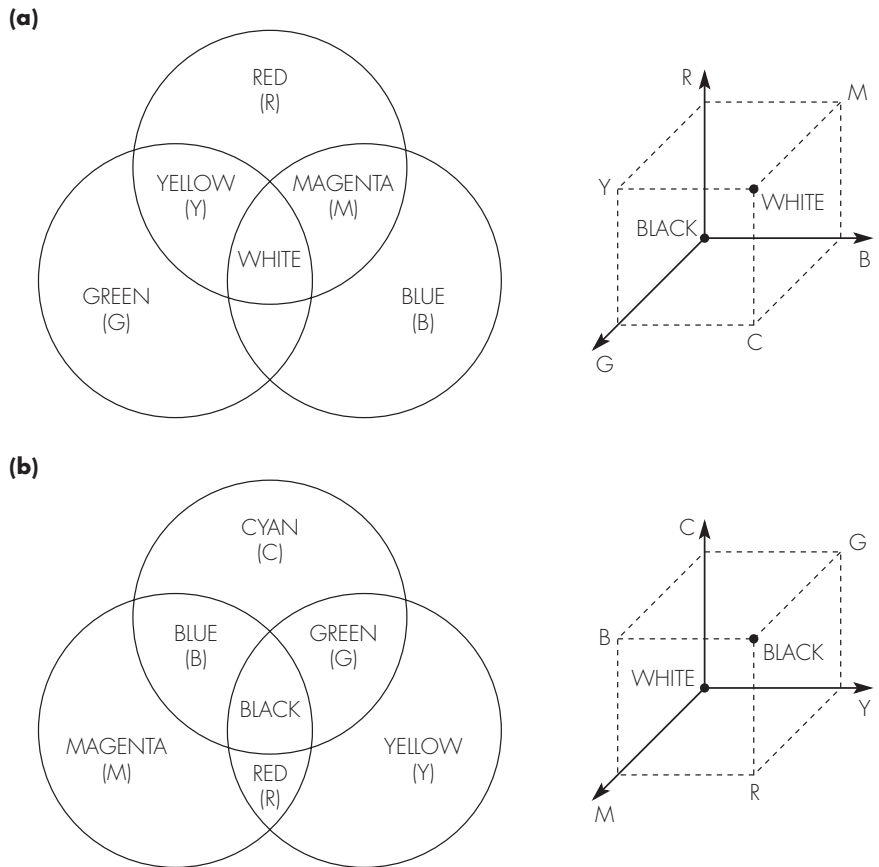 (a)
RED
(R)
YELLOW
(Y)
MAGENTA
(M)
WHITE
GREEN
(G)
BLUE
(B)
R
M
Y
WHITE
BLACK
B
C
G
(b)
CYAN
(C)
BLUE
(B)
GREEN
(G)
BLACK
MAGENTA
(M)
YELLOW
(Y)
RED
(R)
C
G
B
BLACK
WHITE
Y
R
M